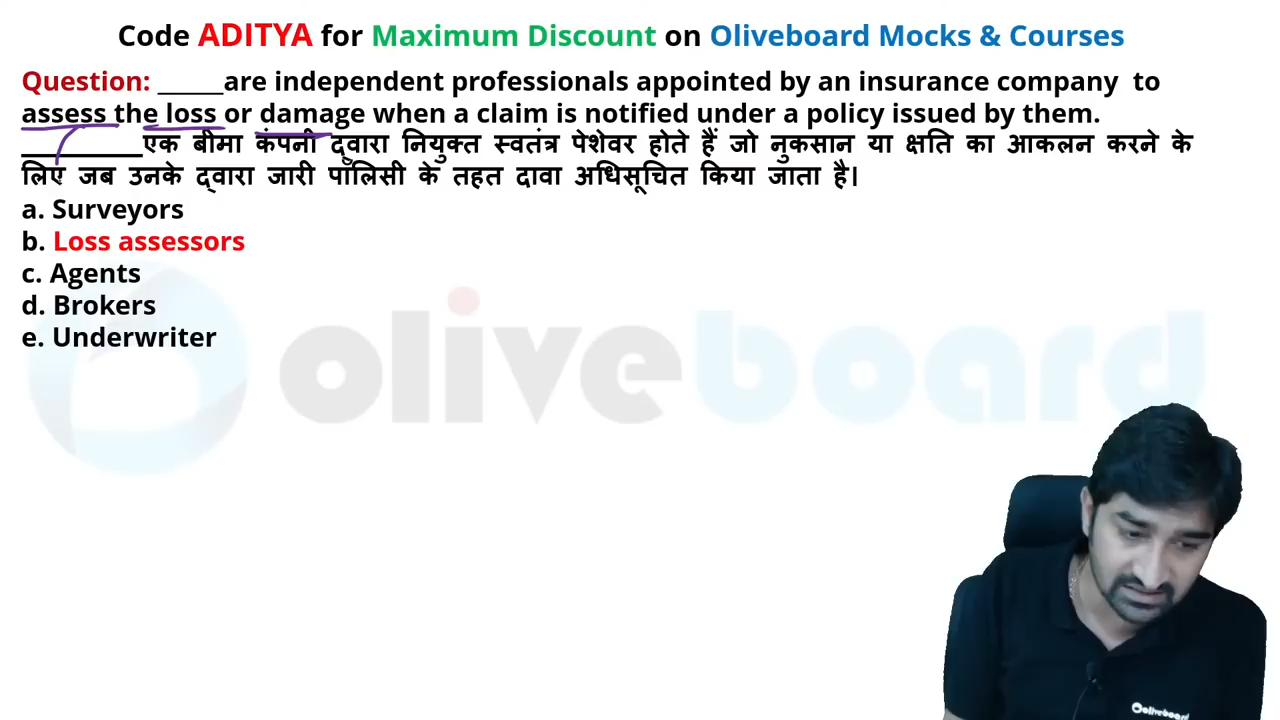 Code ADITYA for Maximum Discount on Oliveboard Mocks & Courses
Question: ______are independent professionals appointed by an insurance company to
assess the loss or damage when a claim is notified under a policy issued by them.
__________एक बीमा कंपनी द्वारा नियुक्त स्वतंत्र पेशेवर होते हैं जो नुकसान या क्षति का आकलन करने के
लिए जब उनके द्वारा जारी पॉलिसी के तहत दावा अधिसूचित किया जाता है।
a. Surveyors
b. Loss assessors
c. Agents
d. Brokers
e. Underwriter
oliveboard
oliveboard